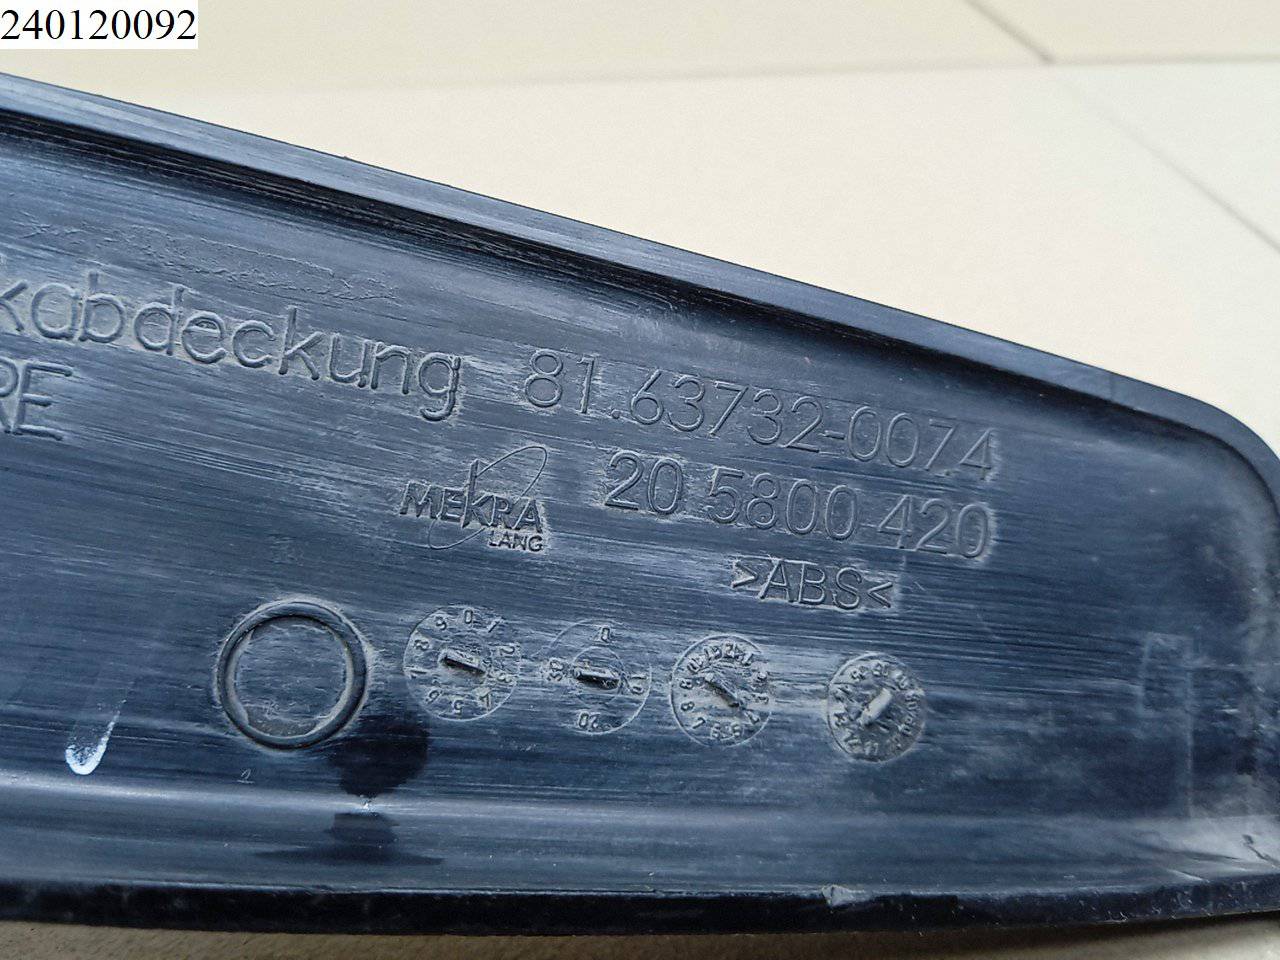 240120092
kabdeckung 81.63732-0074
RE
MEKRA
LANG
20 5800 420
>ABS<